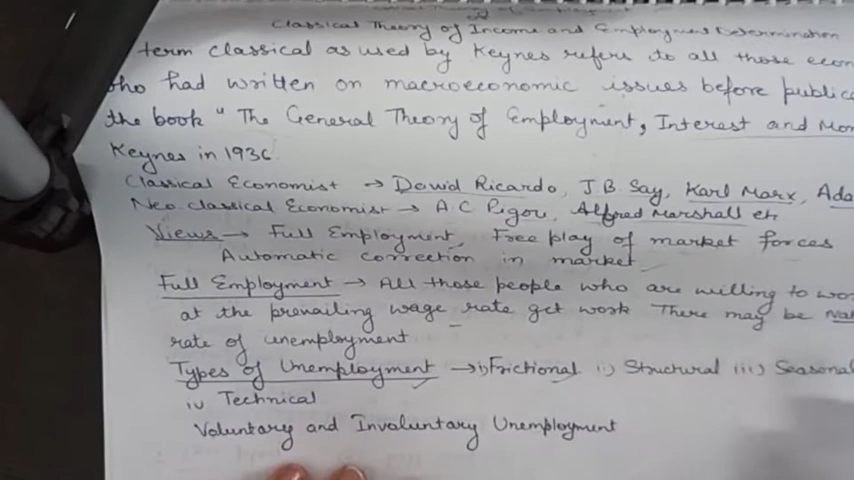 Classical Theory of Income and Employment Determination
term classical as used by Keynes refers to all those econ
who had written on macroeconomic issues before public
the book "The General Theory of Employment, Interest and Mon
Keynes in 1936.
Classical Economist → David Ricardo, J B Say, Karl Marx, Ada
Neo classical Economist → A C Pigou, Alfred Marshall etc
Views → Full Employment, Free play of market forces
Automatic correction in market
Full Employment → All those people who are willing to wo
at the prevailing wage rate get work There may be Na
rate of unemployment
Types of Unemployment → i) Frictional ii) Structural iii) Seasonal
iv Technical
Voluntary and Involuntary Unemployment